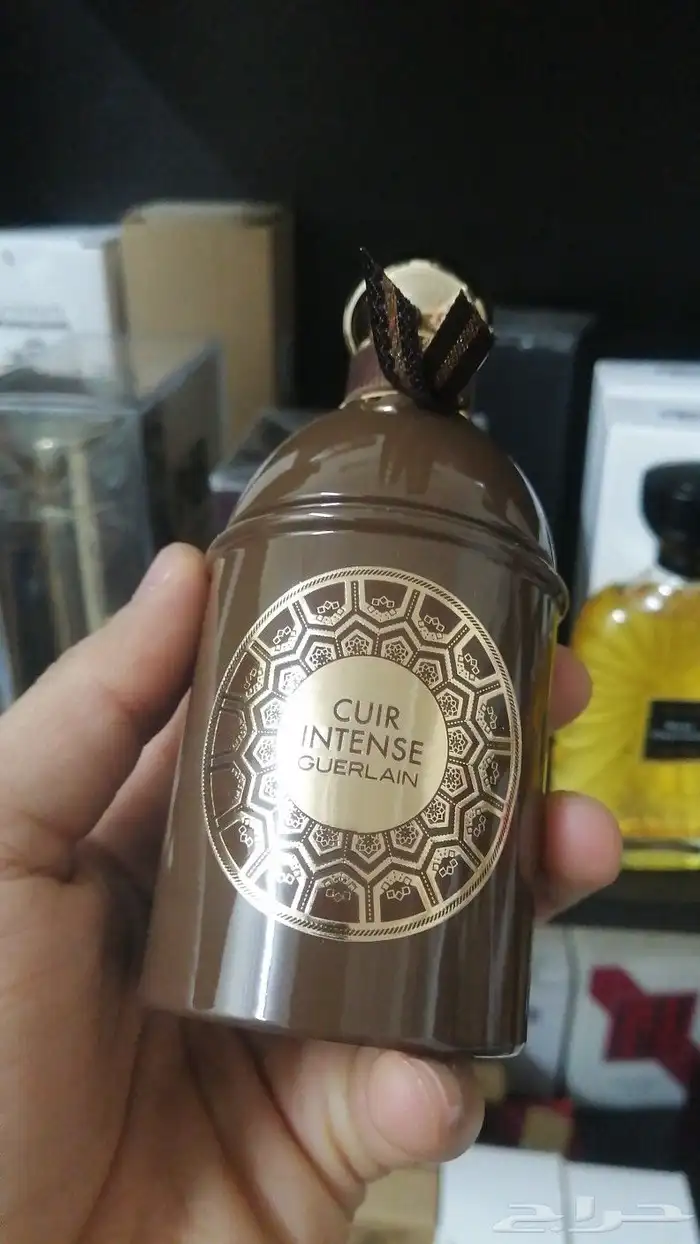 CUIR
INTENSE
GUERLAIN
حراج